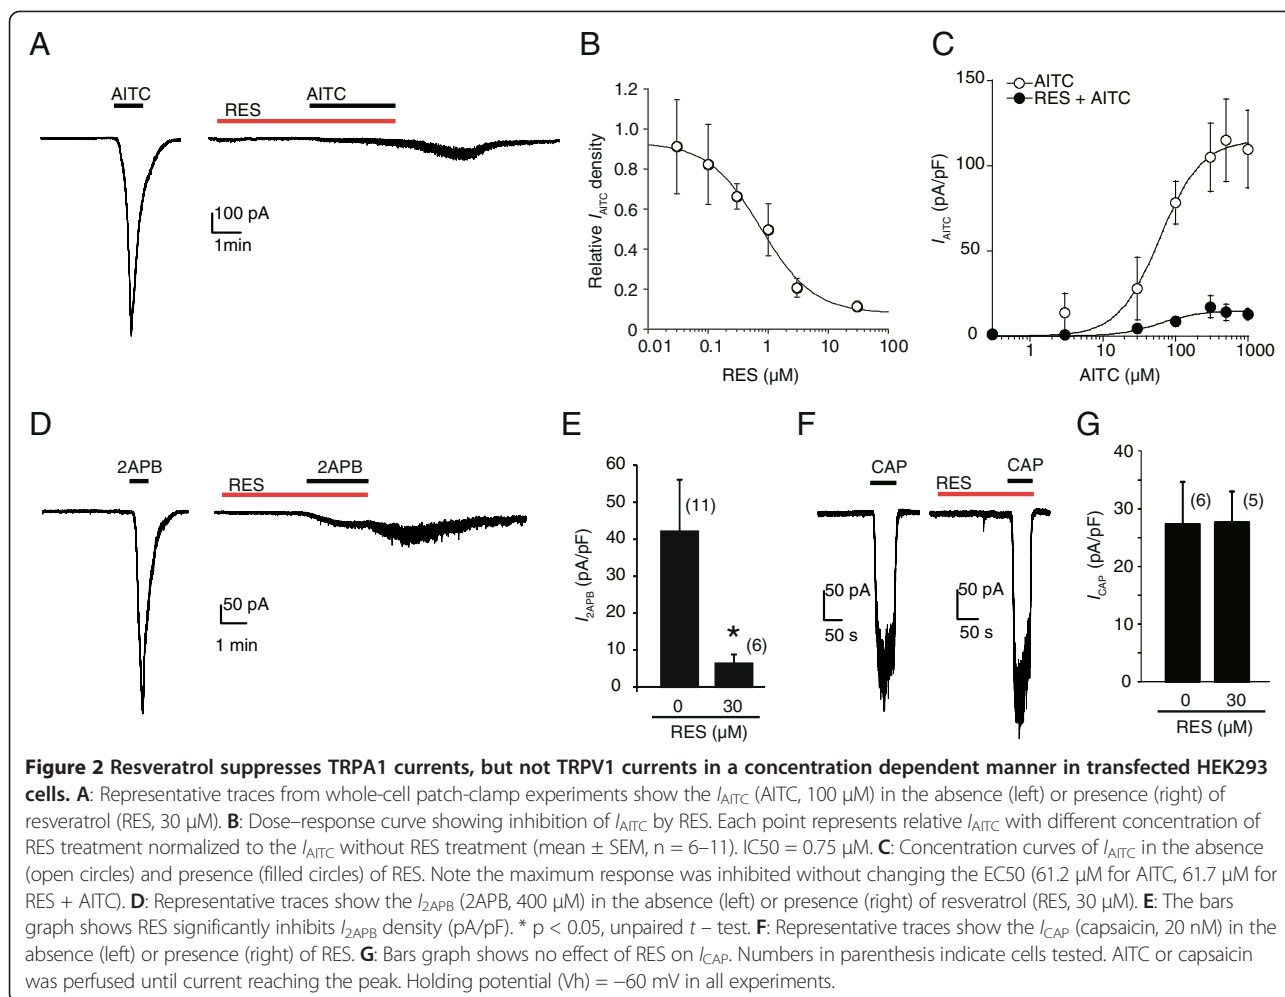 A
AITC
RES
AITC
100 pA
1min
B
Relative IAITC density
1.2
1.0
0.8
0.6
0.4
0.2
0
0.01
0.1
1
10
100
RES (µM)
C
AITC
RES + AITC
IAITC (pA/pF)
150
100
50
0
1
10
100
1000
AITC (µM)
D
2APB
RES
2APB
50 pA
1 min
E
I2APB (pA/pF)
60
50
40
30
20
10
0
(11)
*
(6)
0
30
RES (µM)
F
CAP
RES
CAP
50 pA
50 s
50 pA
50 s
G
ICAP (pA/pF)
40
30
20
10
0
(6)
(5)
0
30
RES (µM)
Figure 2 Resveratrol suppresses TRPA1 currents, but not TRPV1 currents in a concentration dependent manner in transfected HEK293
cells. A: Representative traces from whole-cell patch-clamp experiments show the IAITC (AITC, 100 µM) in the absence (left) or presence (right) of
resveratrol (RES, 30 µM). B: Dose–response curve showing inhibition of IAITC by RES. Each point represents relative IAITC with different concentration of
RES treatment normalized to the IAITC without RES treatment (mean ± SEM, n = 6–11). IC50 = 0.75 µM. C: Concentration curves of IAITC in the absence
(open circles) and presence (filled circles) of RES. Note the maximum response was inhibited without changing the EC50 (61.2 µM for AITC, 61.7 µM for
RES + AITC). D: Representative traces show the I2APB (2APB, 400 µM) in the absence (left) or presence (right) of resveratrol (RES, 30 µM). E: The bars
graph shows RES significantly inhibits I2APB density (pA/pF). * p < 0.05, unpaired t – test. F: Representative traces show the ICAP (capsaicin, 20 nM) in the
absence (left) or presence (right) of RES. G: Bars graph shows no effect of RES on ICAP. Numbers in parenthesis indicate cells tested. AITC or capsaicin
was perfused until current reaching the peak. Holding potential (Vh) = −60 mV in all experiments.